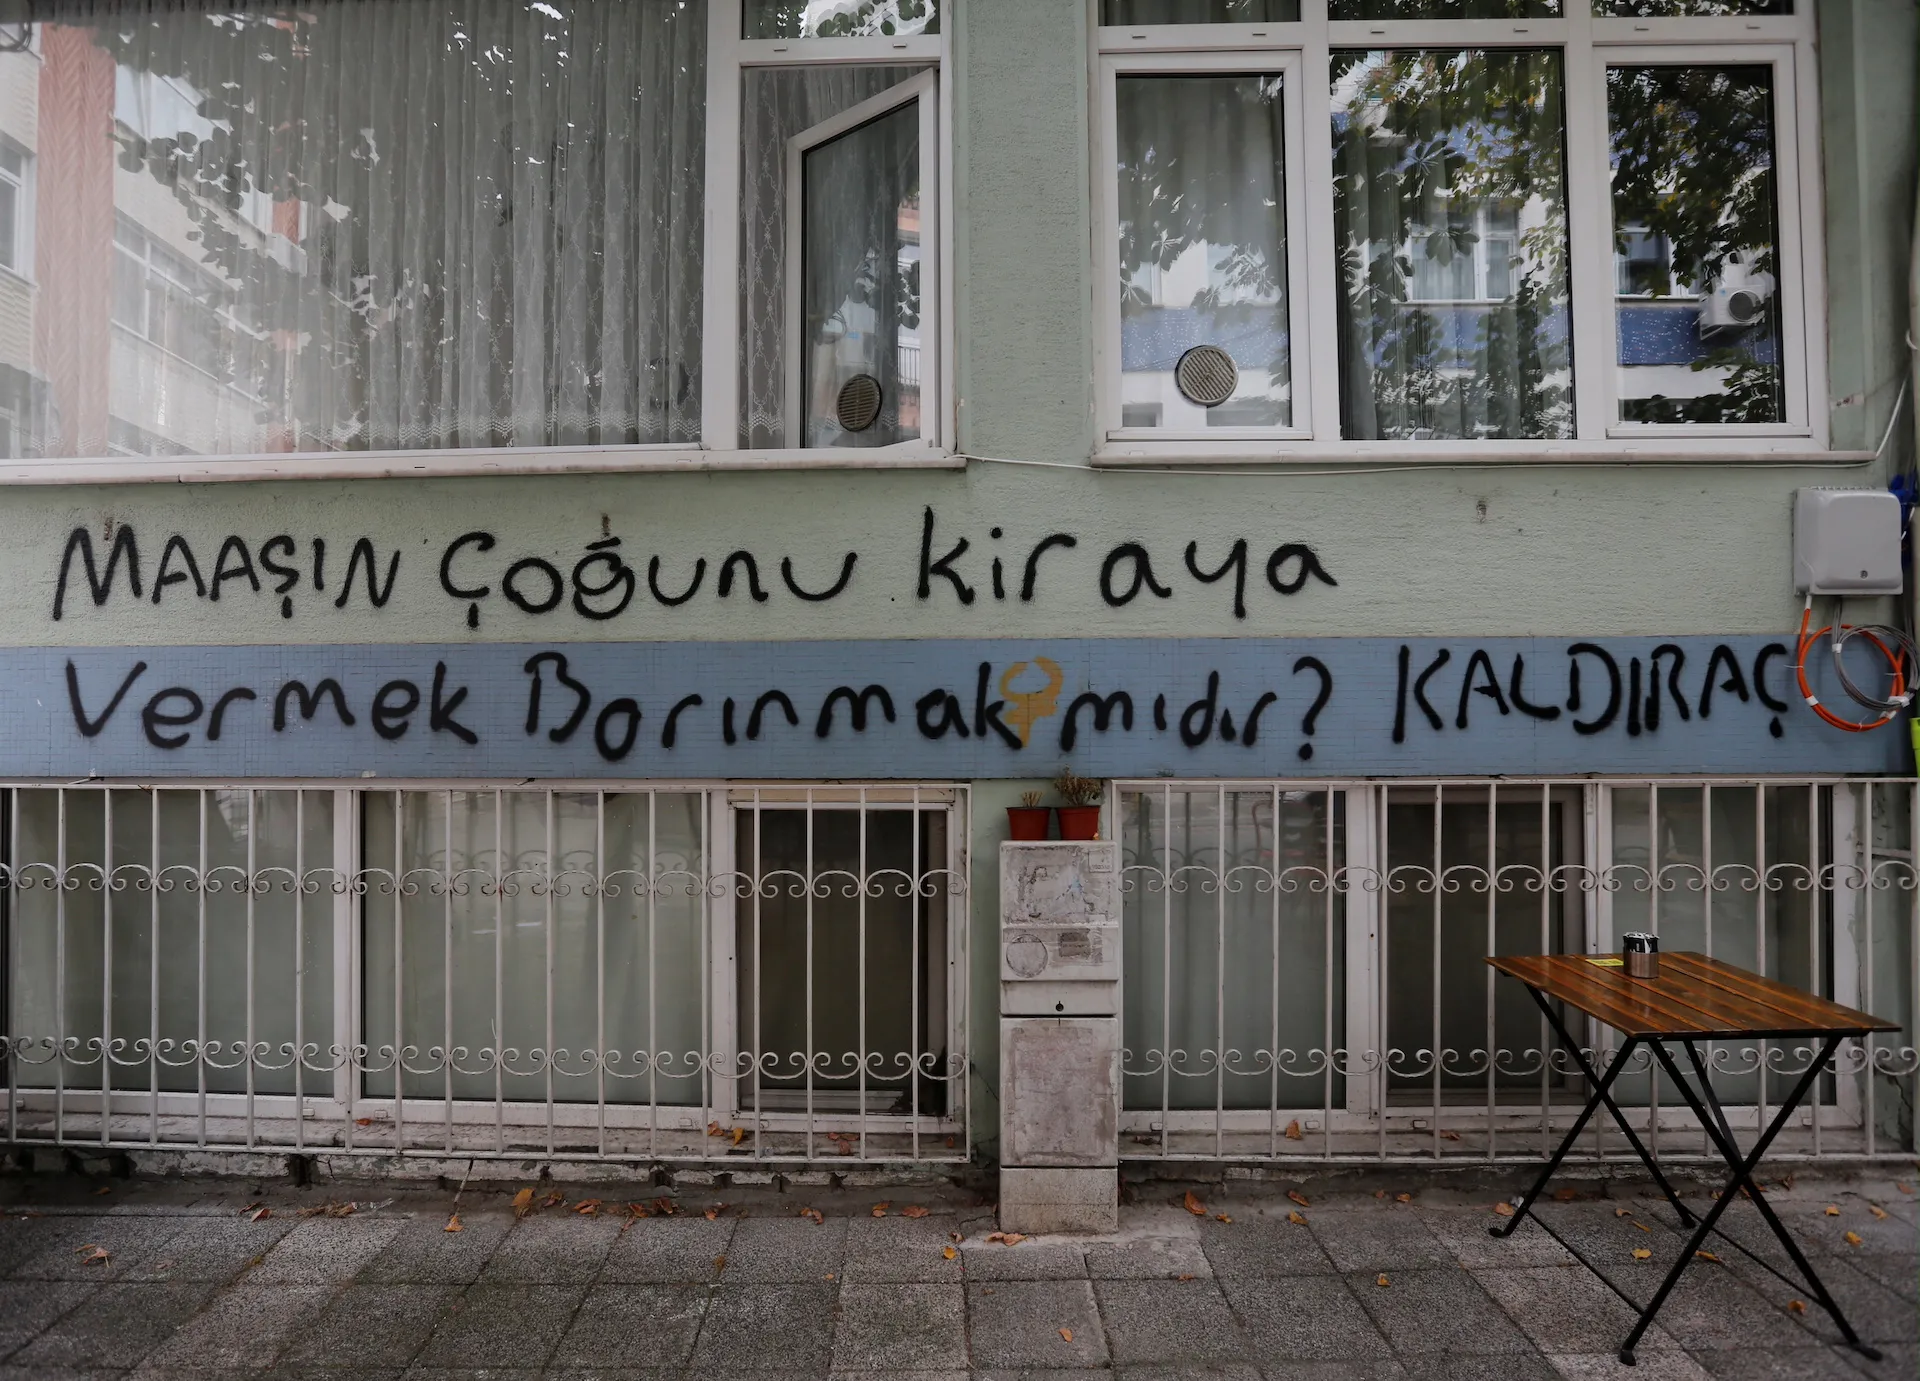 MAAŞIN Çoğunu kiraya
Vermek Barınmak mıdır? KALDIRAÇ